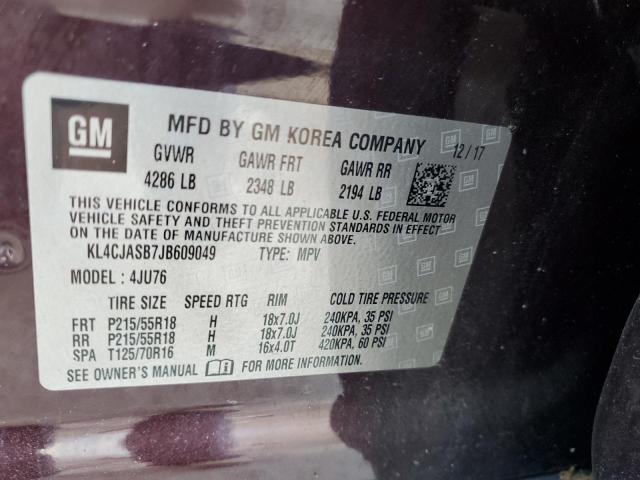 GM MFD BY GM KOREA COMPANY 12/17
GVWR GAWR FRT GAWR RR
4286 LB 2348 LB 2194 LB
THIS VEHICLE CONFORMS TO ALL APPLICABLE U.S. FEDERAL MOTOR
VEHICLE SAFETY AND THEFT PREVENTION STANDARDS IN EFFECT
ON THE DATE OF MANUFACTURE SHOWN ABOVE.
KL4CJASB7JB609049 TYPE: MPV
MODEL : 4JU76
TIRE SIZE SPEED RTG RIM COLD TIRE PRESSURE
FRT P215/55R18 H 18x7.0J 240KPA, 35 PSI
RR P215/55R18 H 18x7.0J 240KPA, 35 PSI
SPA T125/70R16 M 16x4.0T 420KPA, 60 PSI
SEE OWNER'S MANUAL FOR MORE INFORMATION.